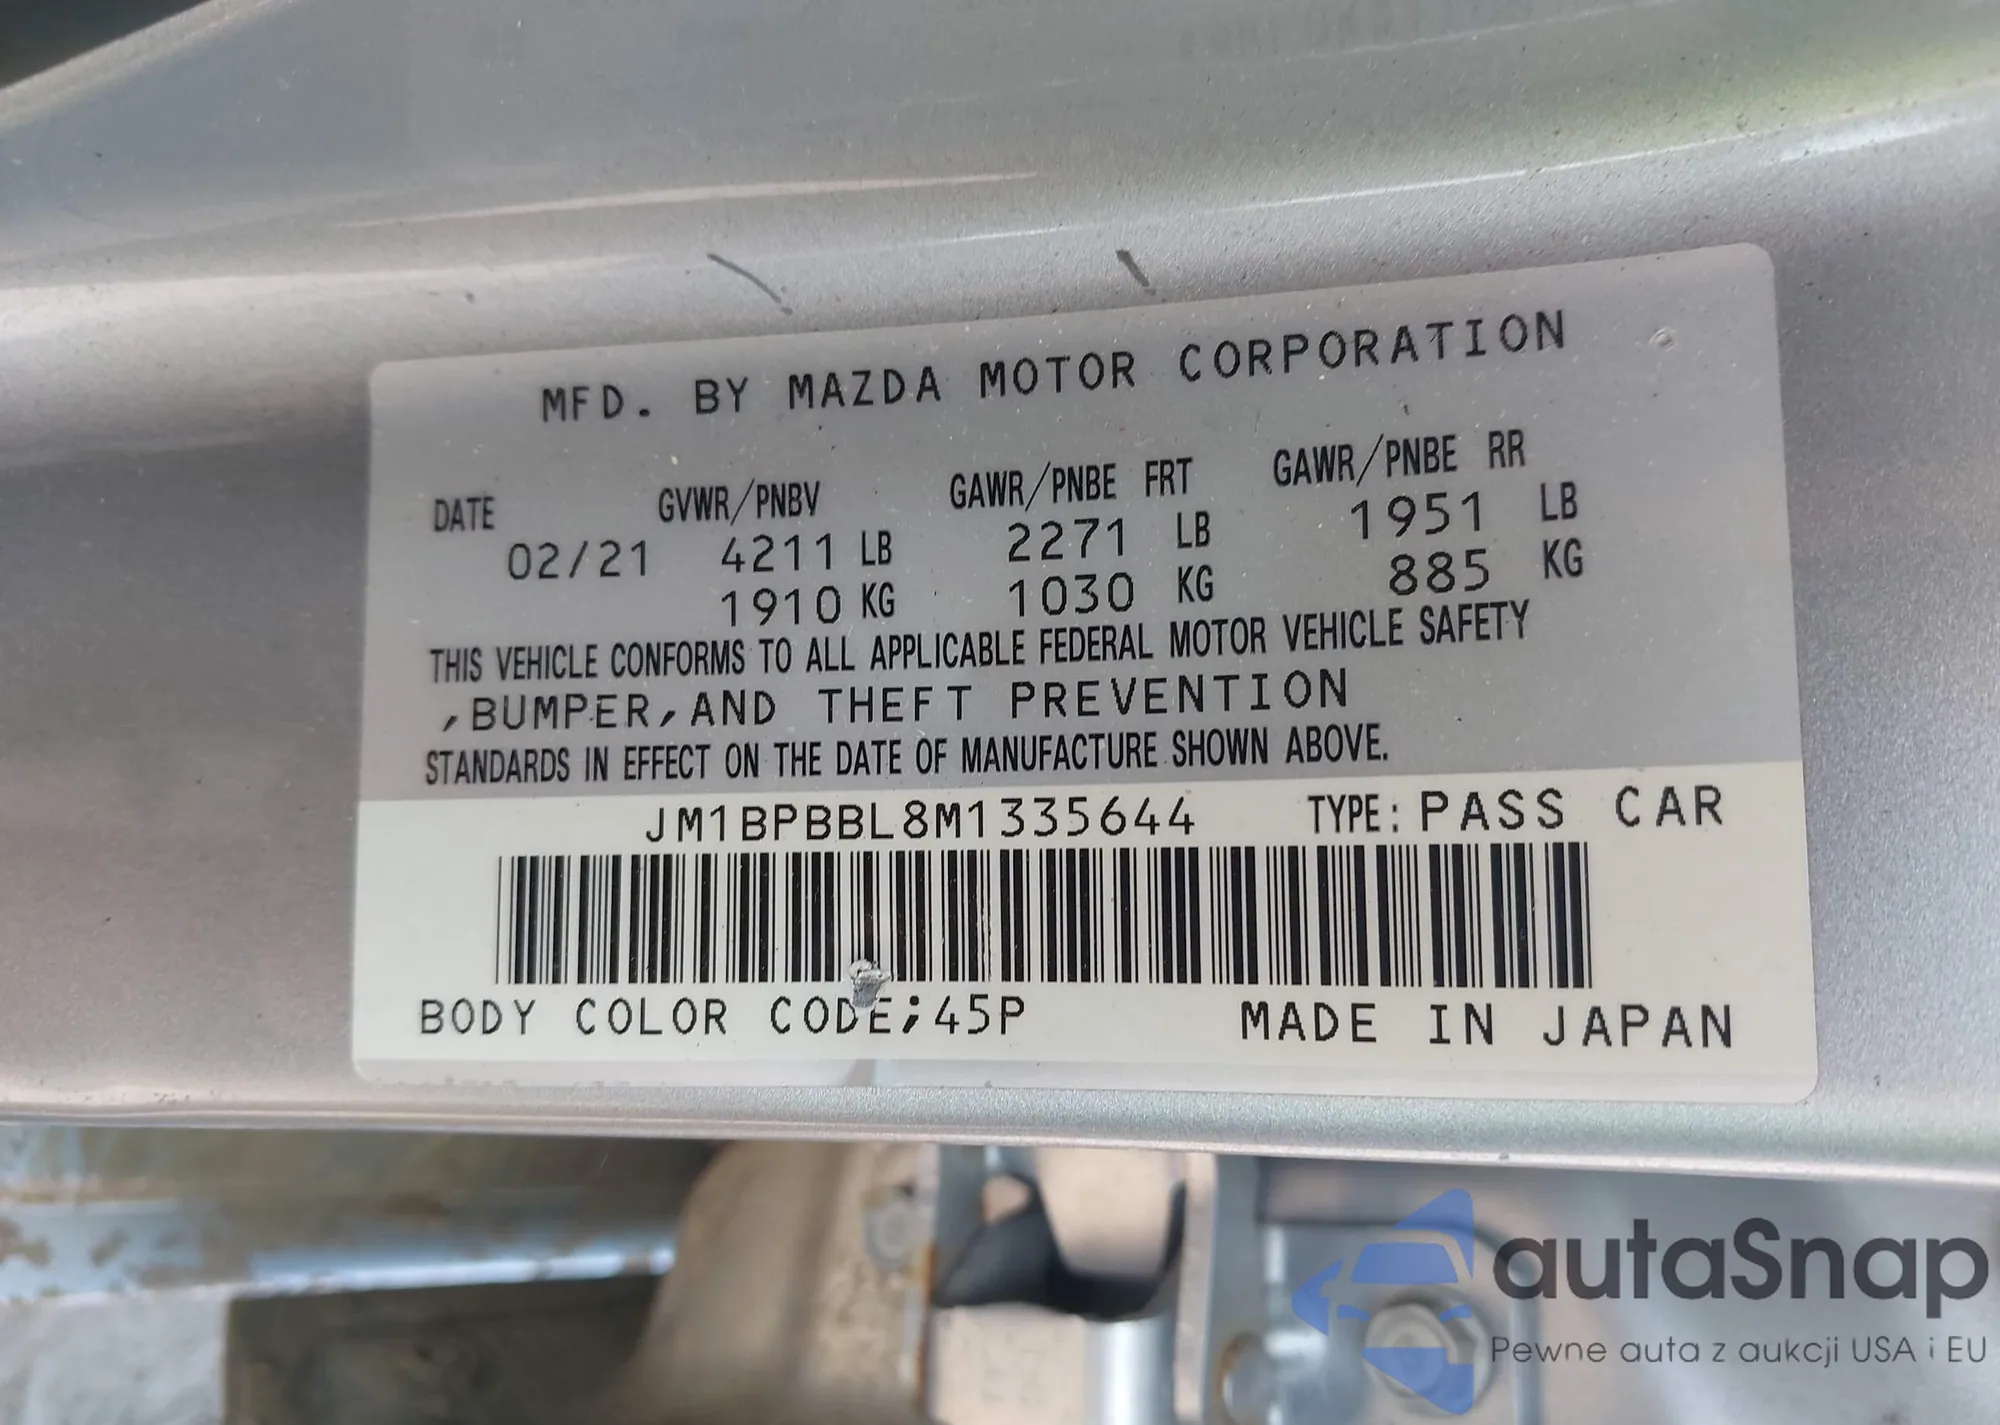 MFD. BY MAZDA MOTOR CORPORATION
DATE GVWR/PNBV GAWR/PNBE FRT GAWR/PNBE RR
02/21 4211 LB 2271 LB 1951 LB
1910 KG 1030 KG 885 KG
THIS VEHICLE CONFORMS TO ALL APPLICABLE FEDERAL MOTOR VEHICLE SAFETY
,BUMPER,AND THEFT PREVENTION
STANDARDS IN EFFECT ON THE DATE OF MANUFACTURE SHOWN ABOVE.
JM1BPBBL8M1335644 TYPE: PASS CAR
BODY COLOR CODE;45P MADE IN JAPAN
autaSnap
Pewne auta z aukcji USA i EU